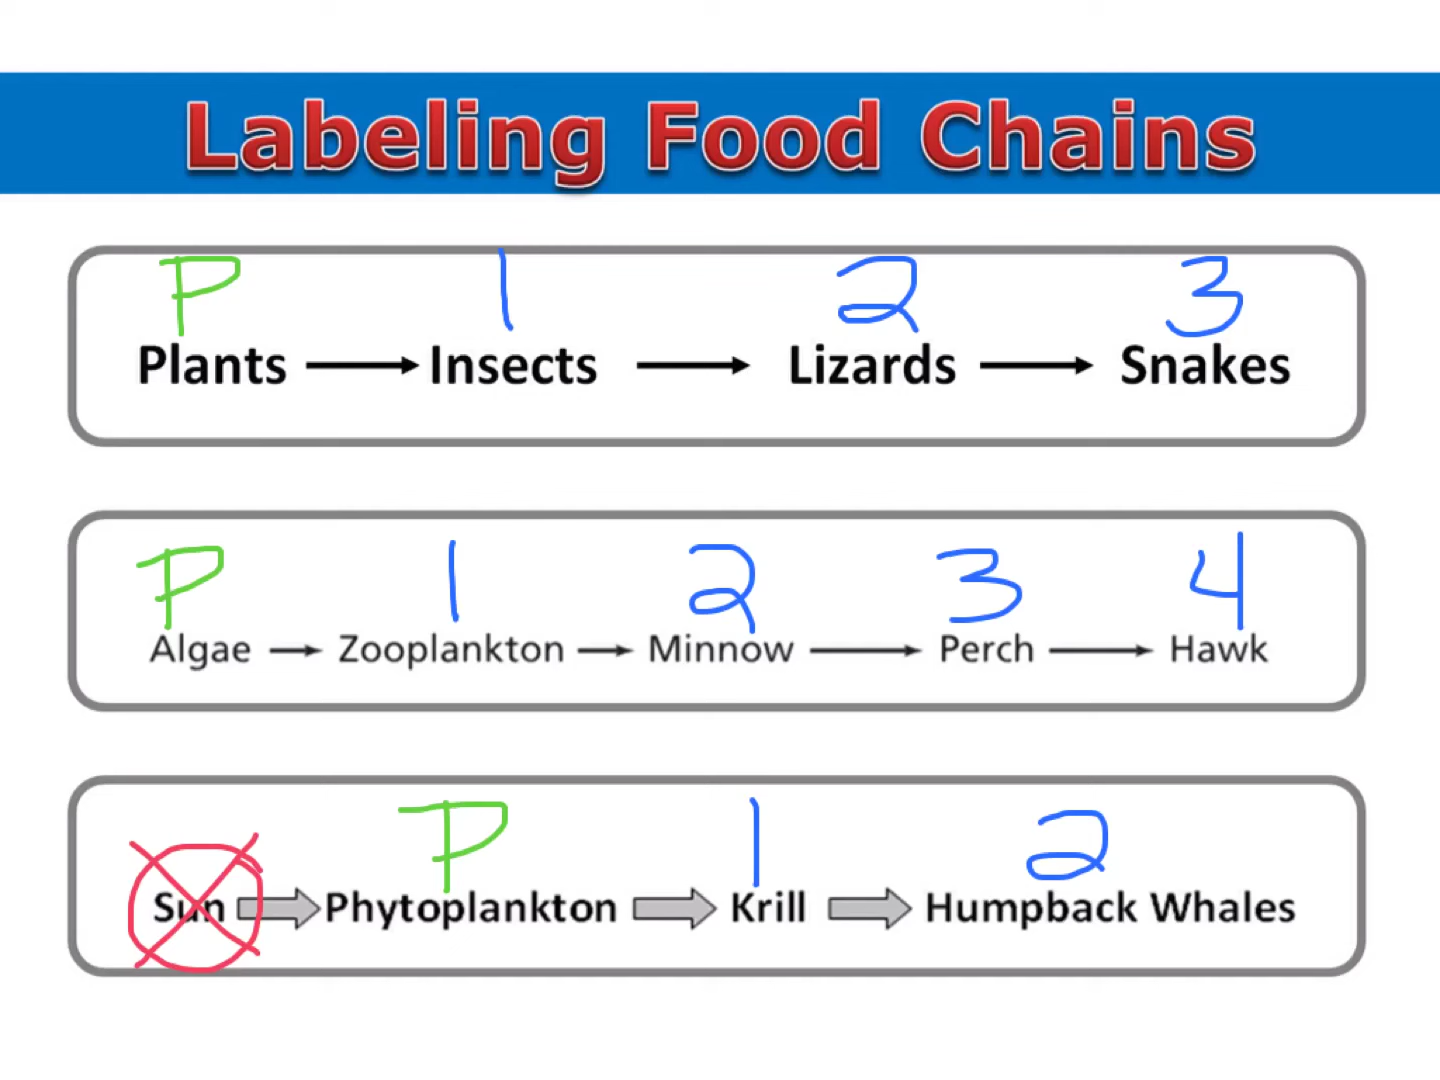 Labeling Food Chains
P 1 2 3
Plants Insects Lizards Snakes
P 1 2 3 4
Algae Zooplankton Minnow Perch Hawk
P 1 2
Sun Phytoplankton Krill Humpback Whales